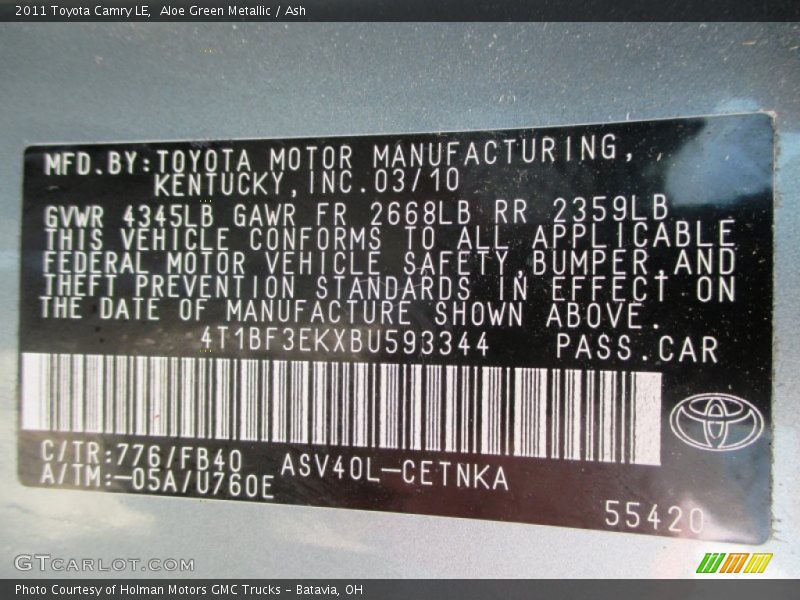 2011 Toyota Camry LE,  Aloe Green Metallic / Ash
MFD.BY:TOYOTA MOTOR MANUFACTURING,
KENTUCKY,INC.03/10
GVWR 4345LB GAWR FR 2668LB RR 2359LB
THIS VEHICLE CONFORMS TO ALL APPLICABLE
FEDERAL MOTOR VEHICLE SAFETY,BUMPER,AND
THEFT PREVENTION STANDARDS IN EFFECT ON
THE DATE OF MANUFACTURE SHOWN ABOVE.
4T1BF3EKXBU593344 PASS.CAR
C/TR:776/FB40 ASV40L-CETNKA
A/TM:-05A/U760E
55420
GTCARLOT.COM
Photo Courtesy of Holman Motors GMC Trucks - Batavia, OH